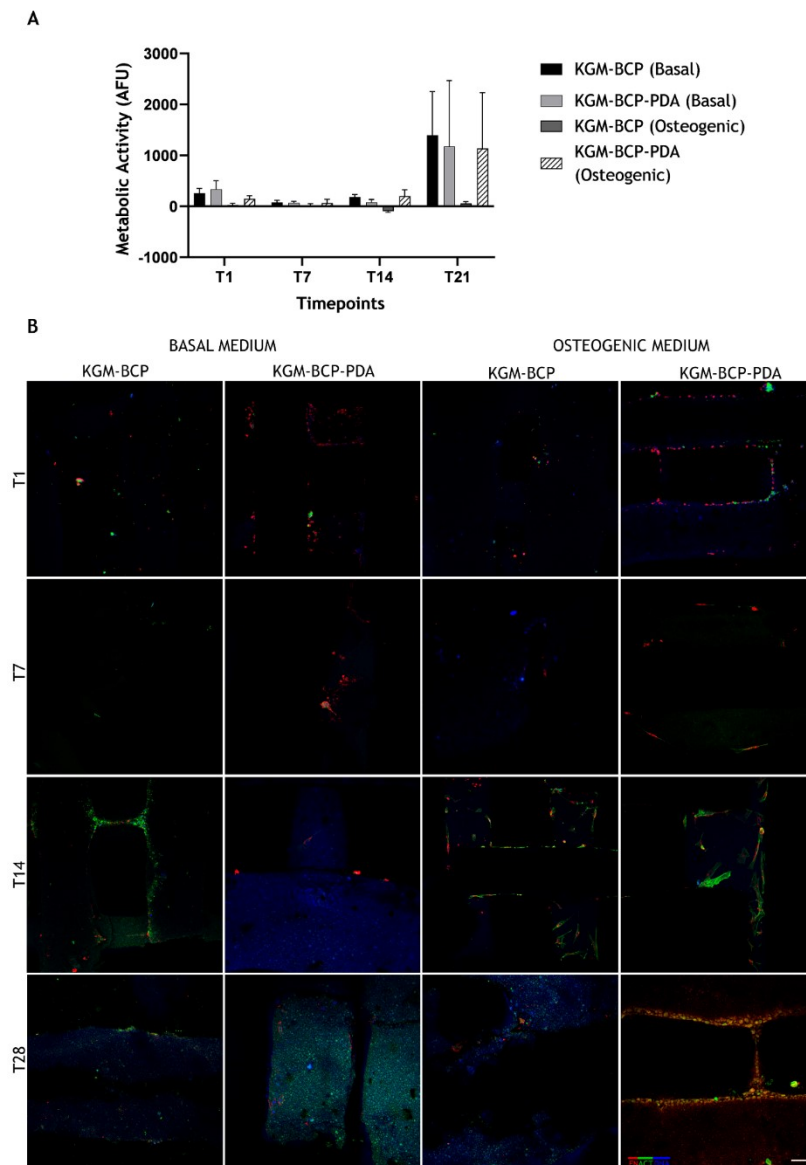 A
3000
2000
1000
0
-1000
Metabolic Activity (AFU)
T1
T7
T14
T21
Timepoints
KGM-BCP (Basal)
KGM-BCP-PDA (Basal)
KGM-BCP (Osteogenic)
KGM-BCP-PDA
(Osteogenic)
B
BASAL MEDIUM
OSTEOGENIC MEDIUM
KGM-BCP
KGM-BCP-PDA
KGM-BCP
KGM-BCP-PDA
T1
T7
T14
T28